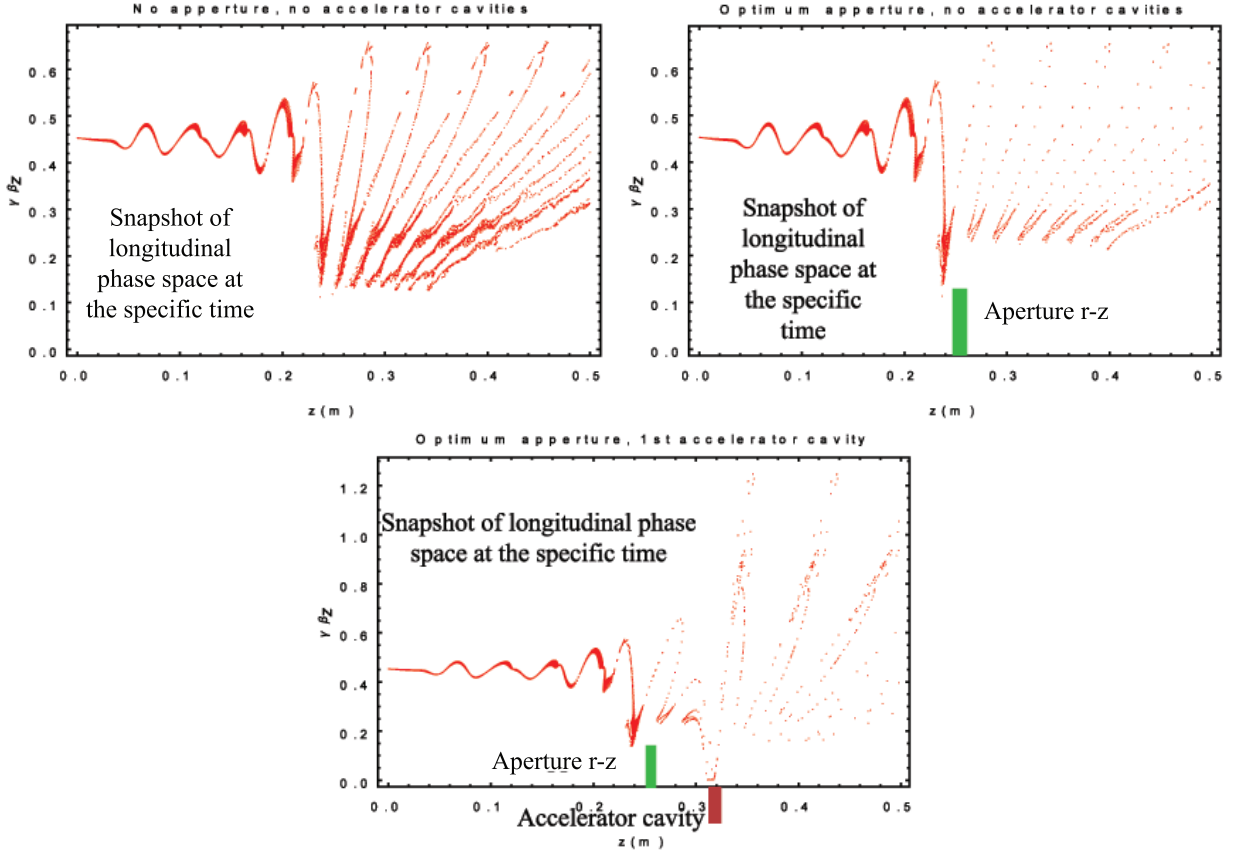 No apperture, no accelerator cavities
0.6
0.5
0.4
0.3
0.2
0.1
0.0
γ βz
Snapshot of
longitudinal
phase space at
the specific time
0.0 0.1 0.2 0.3 0.4 0.5
z(m)
Optimum apperture, no accelerator cavities
0.6
0.5
0.4
0.3
0.2
0.1
0.0
γ βz
Snapshot of
longitudinal
phase space at
the specific
time
Aperture r-z
0.0 0.1 0.2 0.3 0.4 0.5
z(m)
Optimum apperture, 1st accelerator cavity
1.2
1.0
0.8
0.6
0.4
0.2
0.0
γ βz
Snapshot of longitudinal phase
space at the specific time
Aperture r-z
0.0 0.1 0.2 0.3 0.4 0.5
Accelerator cavity
z(m)